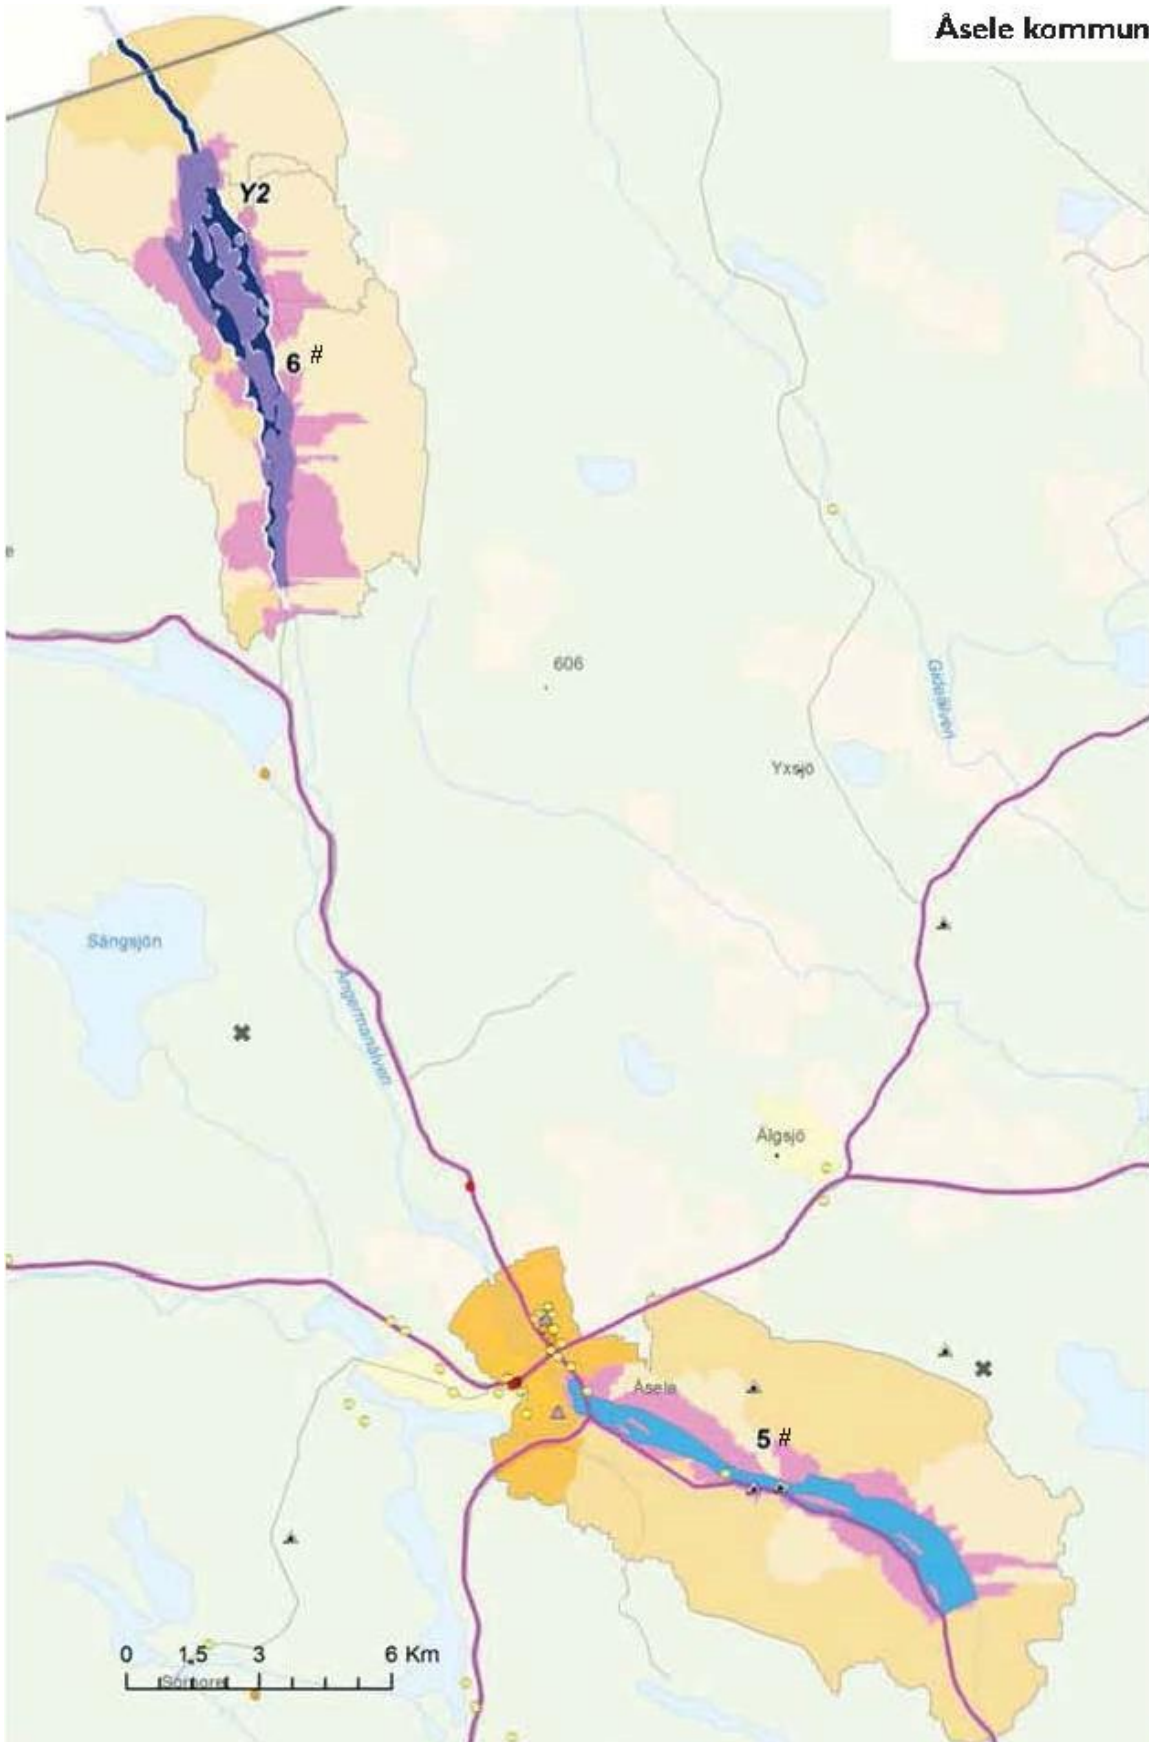 Åsele kommun
Y2
6 #
606
Gideälven
Yxsjö
Sängsjön
Ångermanälven
Älgsjö
Åsele
5 #
0 1,5 3 6 Km